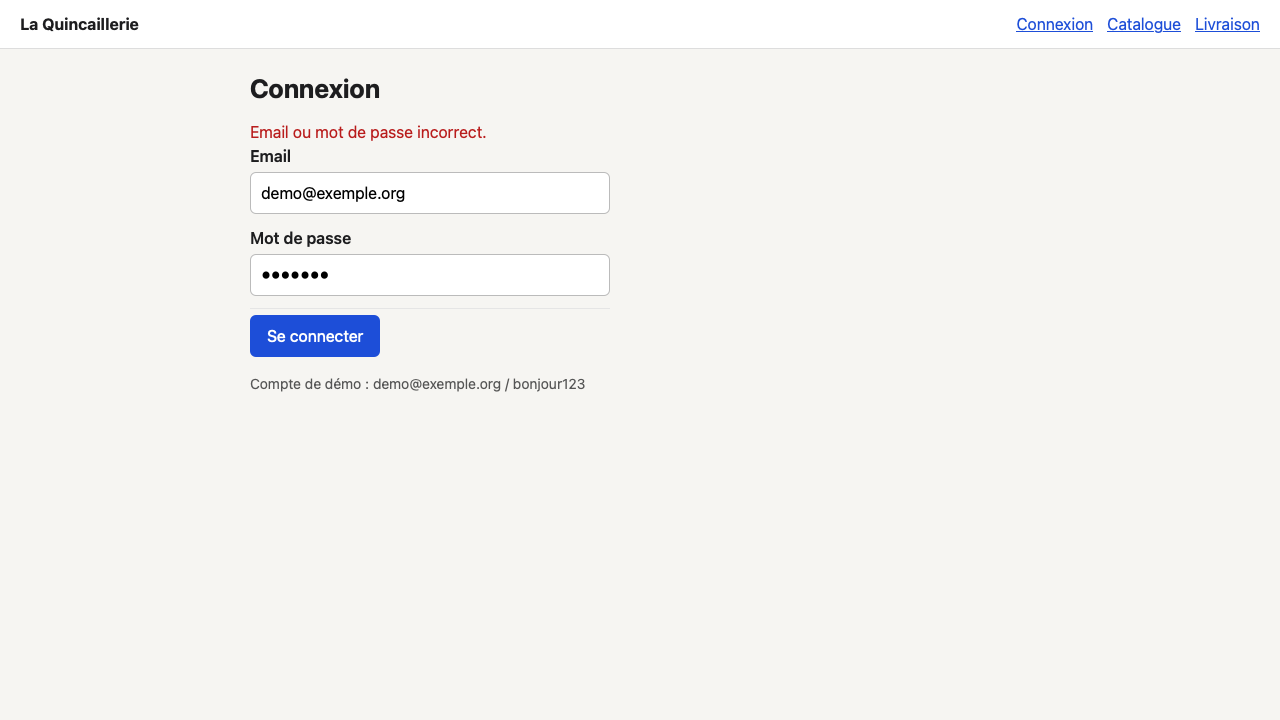 La Quincaillerie
Connexion Catalogue Livraison
Connexion
Email ou mot de passe incorrect.
Email
demo@exemple.org
Mot de passe
•••••••
Se connecter
Compte de démo : demo@exemple.org / bonjour123